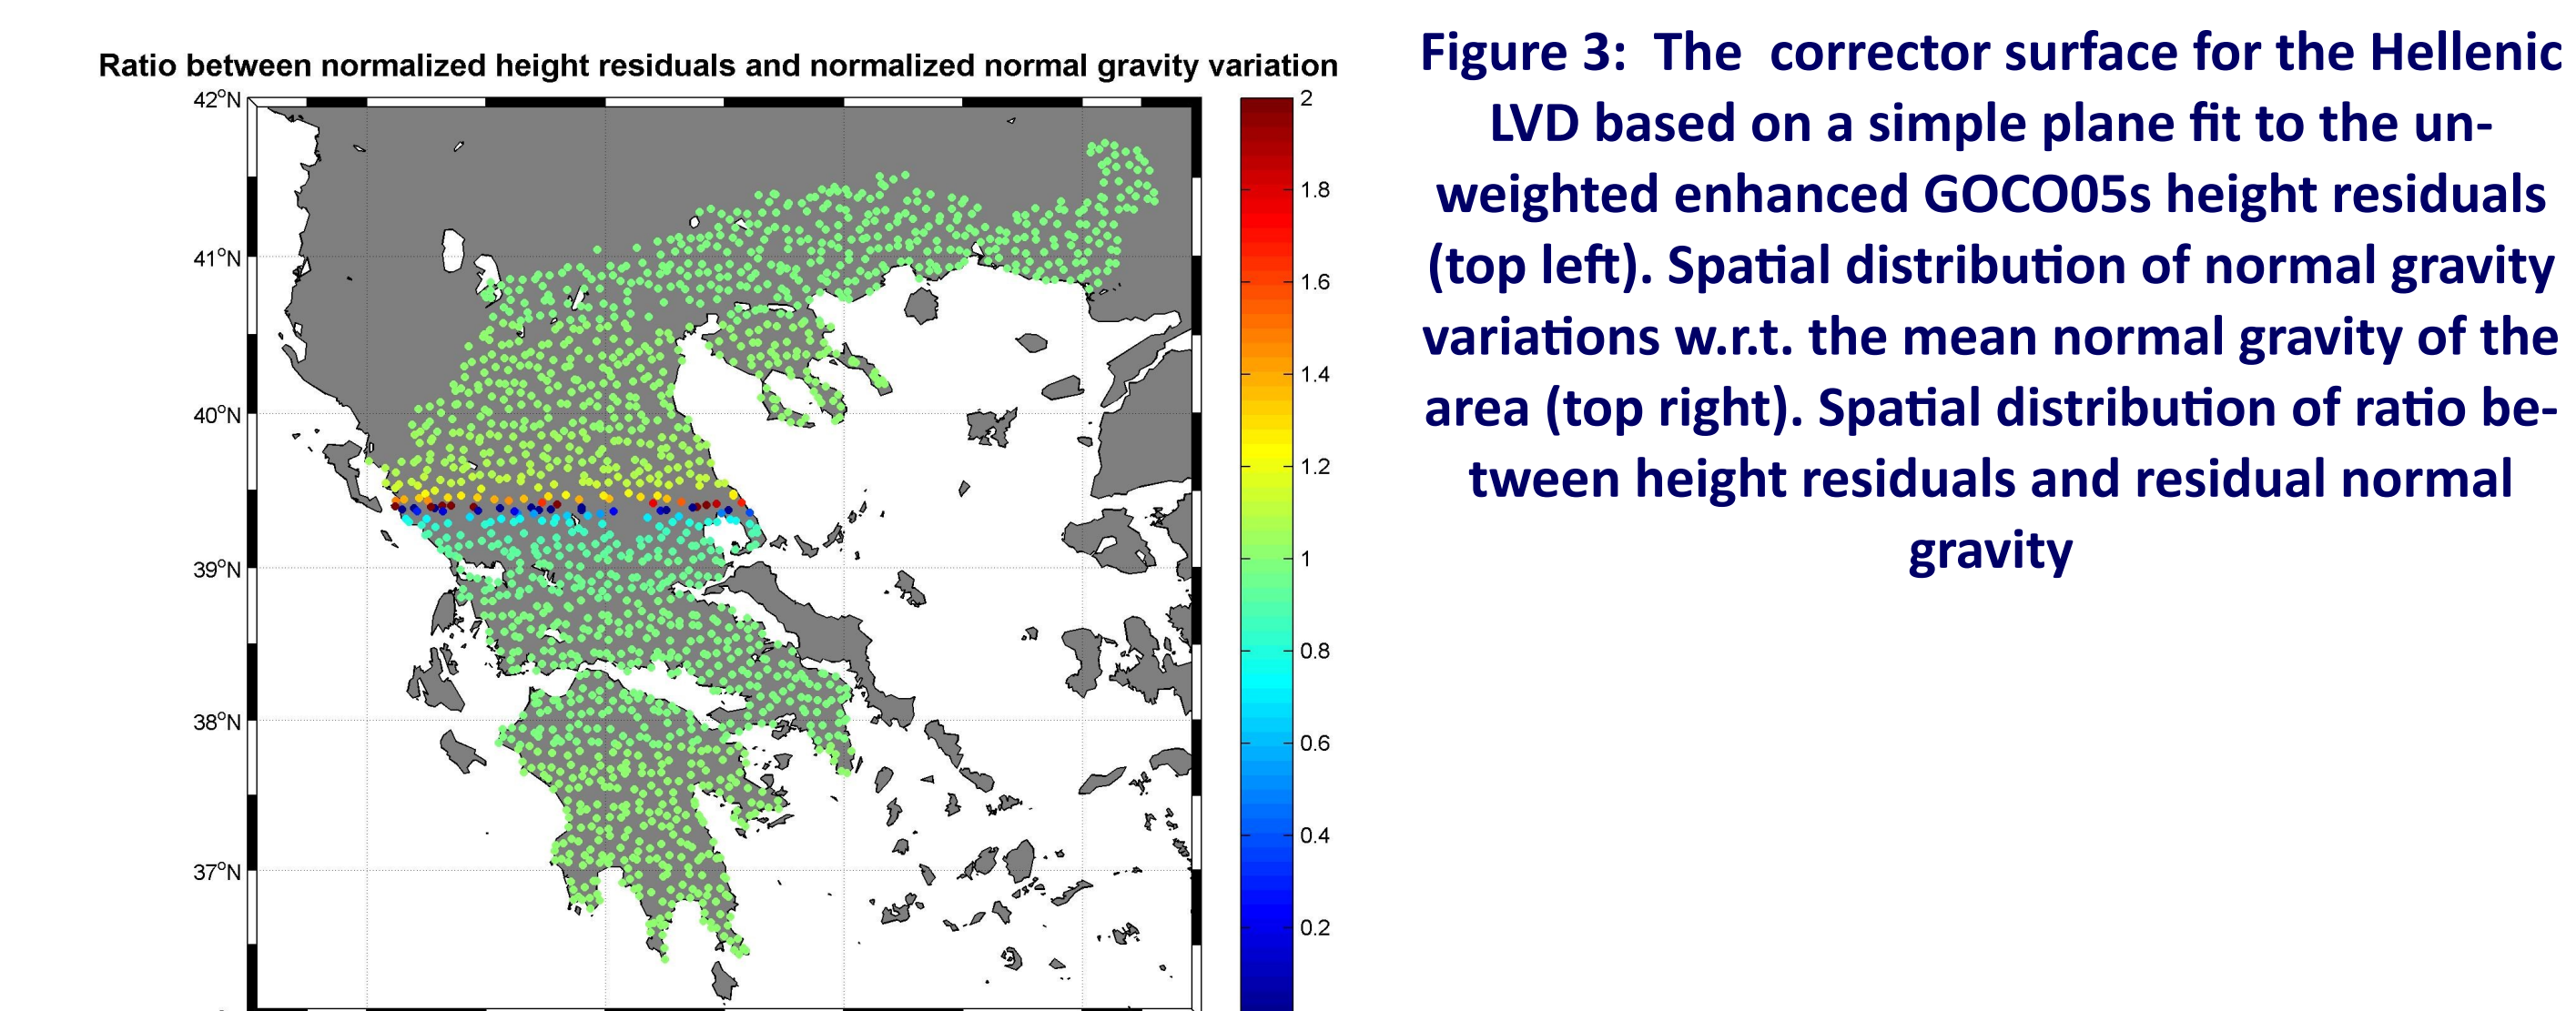 Ratio between normalized height residuals and normalized normal gravity variation
42°N
41°N
40°N
39°N
38°N
37°N
2
1.8
1.6
1.4
1.2
1
0.8
0.6
0.4
0.2
Figure 3:  The  corrector surface for the Hellenic
LVD based on a simple plane fit to the un-
weighted enhanced GOCO05s height residuals
(top left). Spatial distribution of normal gravity
variations w.r.t. the mean normal gravity of the
area (top right). Spatial distribution of ratio be-
tween height residuals and residual normal
gravity